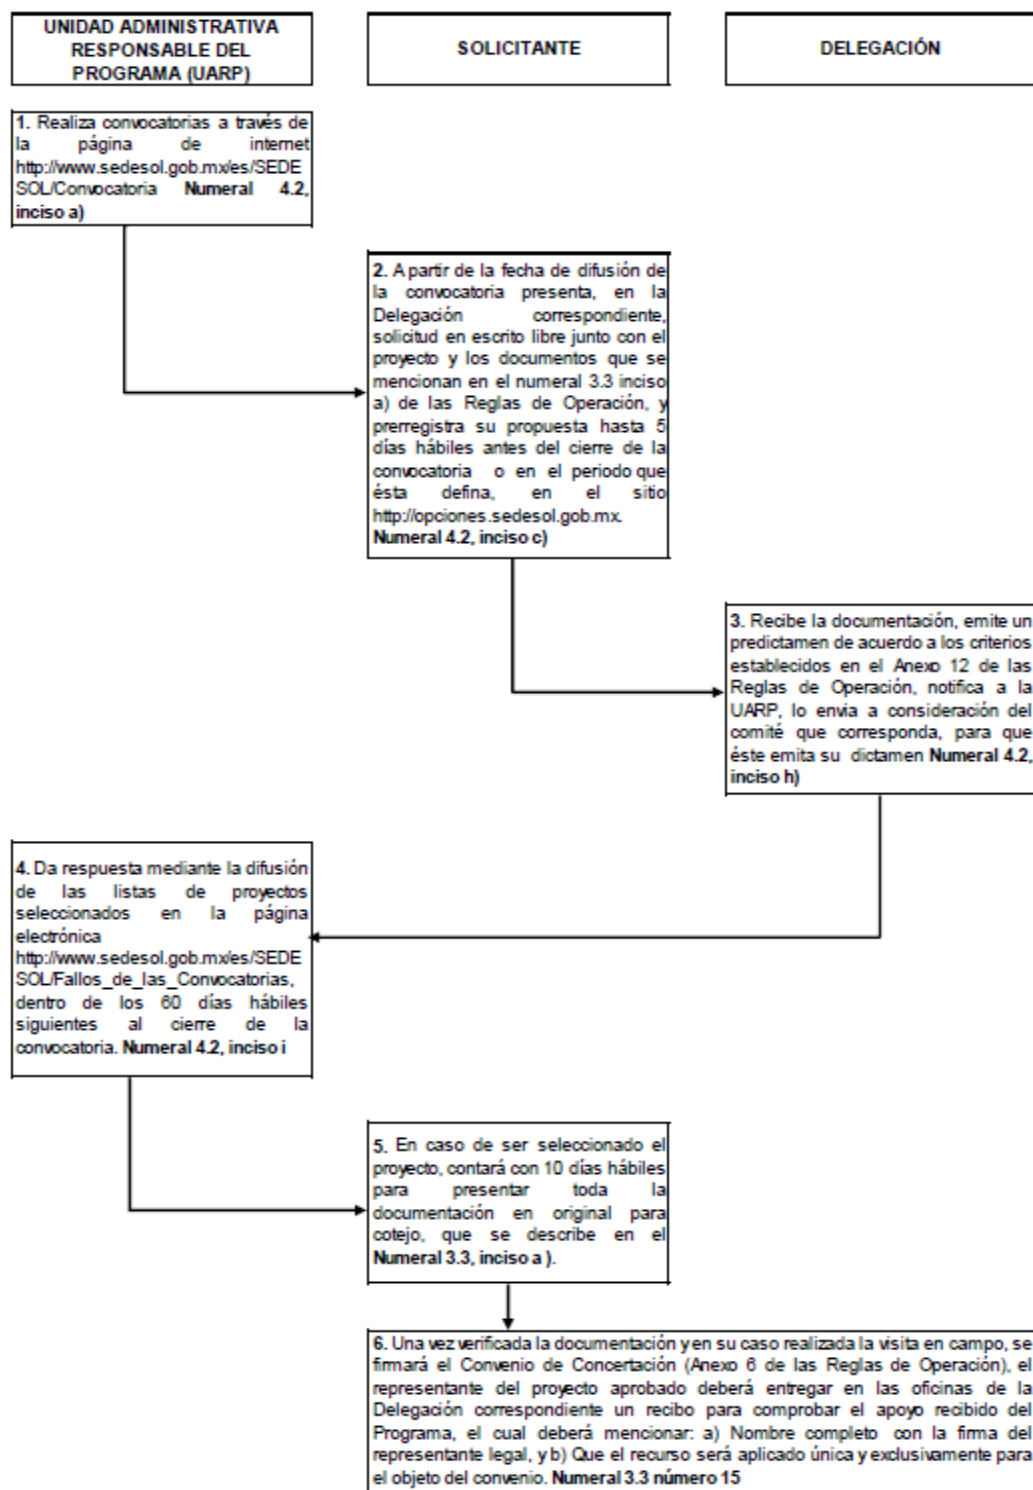 UNIDAD ADMINISTRATIVA
RESPONSABLE DEL
PROGRAMA (UARP)
SOLICITANTE
DELEGACIÓN
1. Realiza convocatorias a través de
la página de internet
http://www.sedesol.gob.mx/es/SEDE
SOL/Convocatoria Numeral 4.2,
inciso a)
2. A partir de la fecha de difusión de
la convocatoria presenta, en la
Delegación correspondiente,
solicitud en escrito libre junto con el
proyecto y los documentos que se
mencionan en el numeral 3.3 inciso
a) de las Reglas de Operación, y
prerregistra su propuesta hasta 5
días hábiles antes del cierre de la
convocatoria o en el periodo que
ésta defina, en el sitio
http://opciones.sedesol.gob.mx.
Numeral 4.2, inciso c)
3. Recibe la documentación, emite un
predictamen de acuerdo a los criterios
establecidos en el Anexo 12 de las
Reglas de Operación, notifica a la
UARP, lo envia a consideración del
comité que corresponda, para que
éste emita su dictamen Numeral 4.2,
inciso h)
4. Da respuesta mediante la difusión
de las listas de proyectos
seleccionados en la página
electrónica
http://www.sedesol.gob.mx/es/SEDE
SOL/Fallos_de_las_Convocatorias,
dentro de los 60 días hábiles
siguientes al cierre de la
convocatoria. Numeral 4.2, inciso i
5. En caso de ser seleccionado el
proyecto, contará con 10 días hábiles
para presentar toda la
documentación en original para
cotejo, que se describe en el
Numeral 3.3, inciso a ).
6. Una vez verificada la documentación y en su caso realizada la visita en campo, se
firmará el Convenio de Concertación (Anexo 6 de las Reglas de Operación), el
representante del proyecto aprobado deberá entregar en las oficinas de la
Delegación correspondiente un recibo para comprobar el apoyo recibido del
Programa, el cual deberá mencionar: a) Nombre completo con la firma del
representante legal, y b) Que el recurso será aplicado única y exclusivamente para
el objeto del convenio. Numeral 3.3 número 15